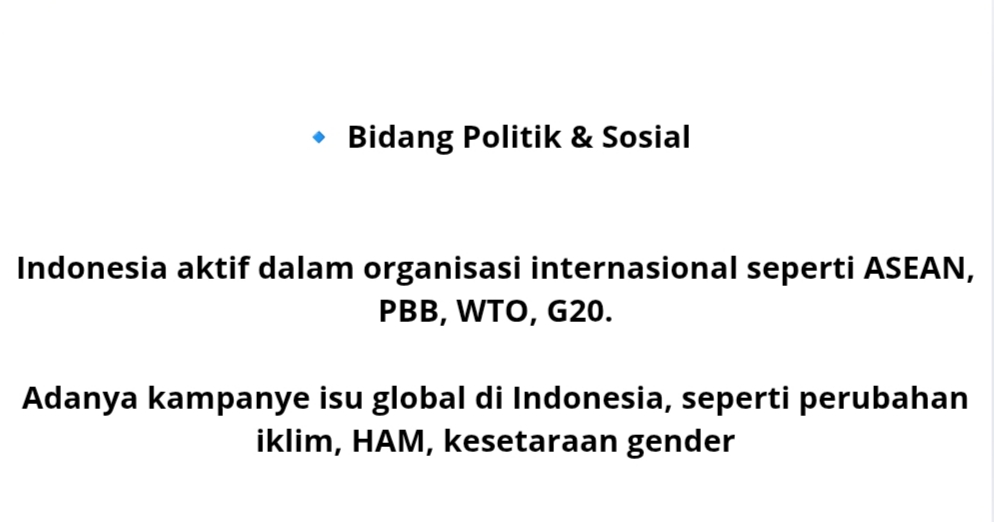 🔹 Bidang Politik & Sosial
Indonesia aktif dalam organisasi internasional seperti ASEAN,
PBB, WTO, G20.
Adanya kampanye isu global di Indonesia, seperti perubahan
iklim, HAM, kesetaraan gender